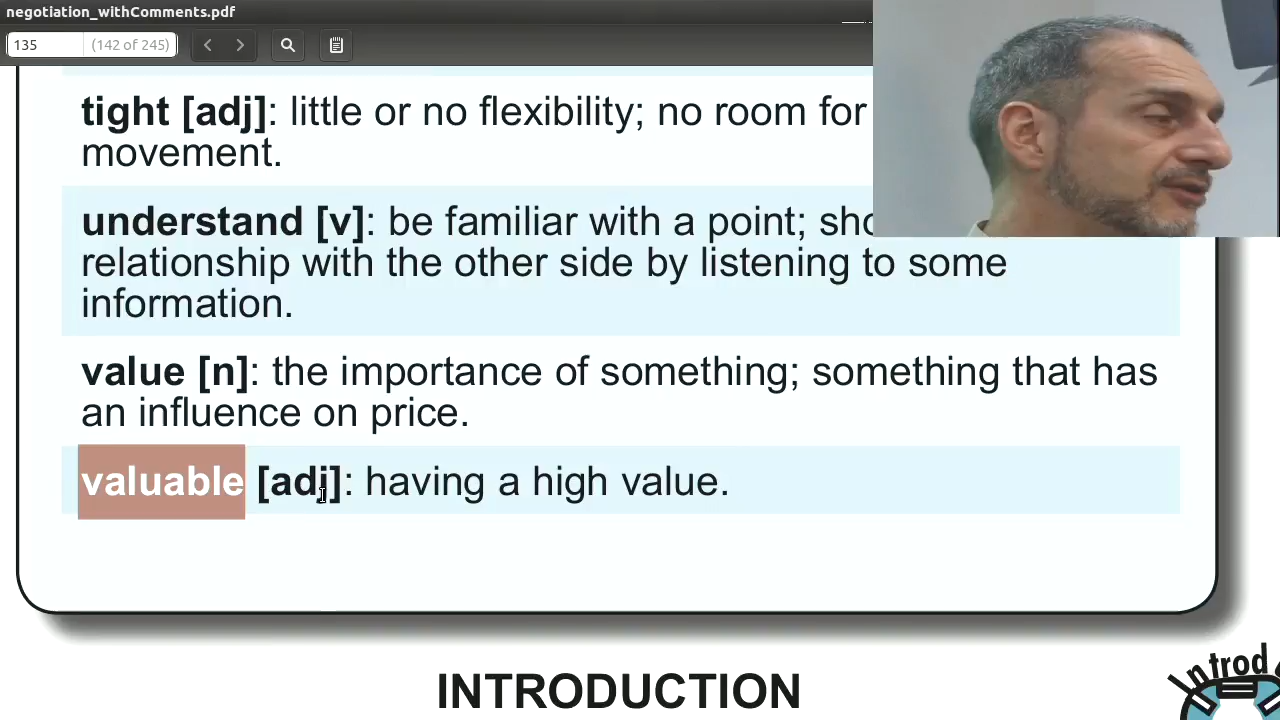 negotiation_withComments.pdf
135 (142 of 245)
tight [adj]: little or no flexibility; no room for
movement.
understand [v]: be familiar with a point;
relationship with the other side by listening to some
information.
value [n]: the importance of something; something that has
an influence on price.
valuable [adj]: having a high value.
INTRODUCTION
Introd